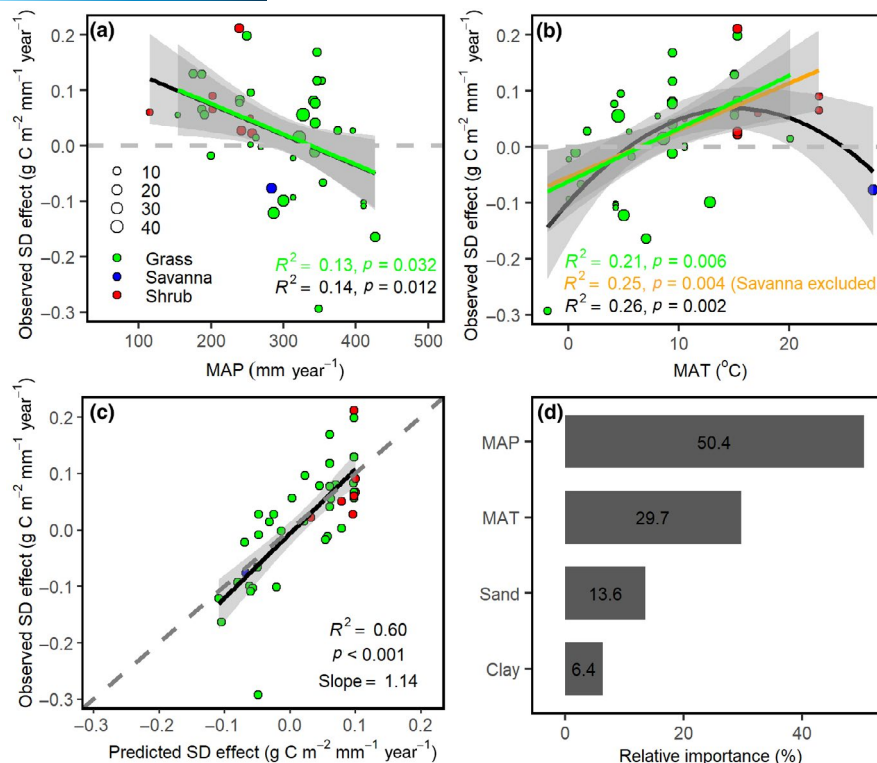 (a)
Observed SD effect (g C m⁻² mm⁻¹ year⁻¹)
0.2
0.1
0.0
−0.1
−0.2
−0.3
10
20
30
40
Grass
Savanna
Shrub
R² = 0.13, p = 0.032
R² = 0.14, p = 0.012
100 200 300 400 500
MAP (mm year⁻¹)
(b)
Observed SD effect (g C m⁻² mm⁻¹ year⁻¹)
0.2
0.1
0.0
−0.1
−0.2
−0.3
R² = 0.21, p = 0.006
R² = 0.25, p = 0.004 (Savanna excluded
R² = 0.26, p = 0.002
0 10 20
MAT (°C)
(c)
Observed SD effect (g C m⁻² mm⁻¹ year⁻¹)
0.2
0.1
0.0
−0.1
−0.2
−0.3
R² = 0.60
p < 0.001
Slope = 1.14
−0.3 −0.2 −0.1 0.0 0.1 0.2
Predicted SD effect (g C m⁻² mm⁻¹ year⁻¹)
(d)
MAP 50.4
MAT 29.7
Sand 13.6
Clay 6.4
0 20 40
Relative importance (%)